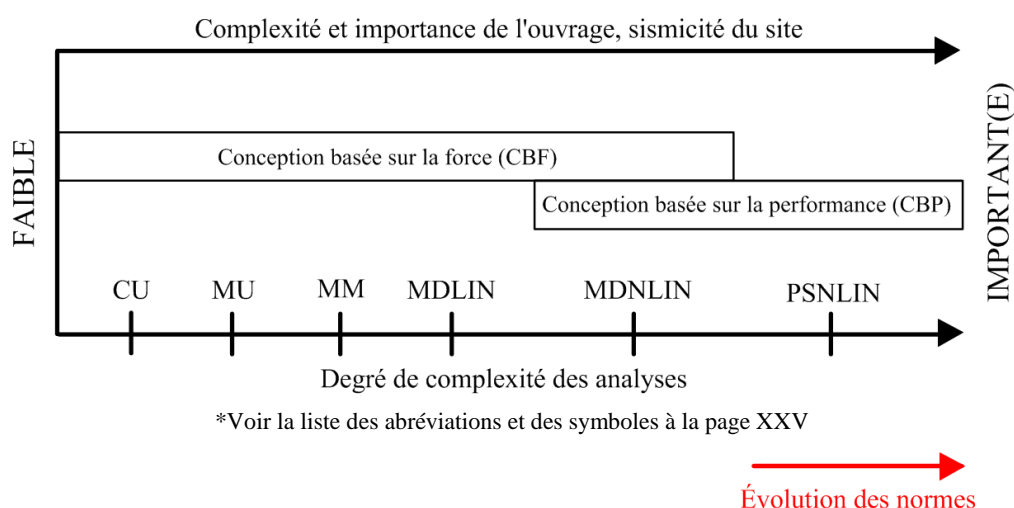 Complexité et importance de l'ouvrage, sismicité du site
FAIBLE
IMPORTANT(E)
Conception basée sur la force (CBF)
Conception basée sur la performance (CBP)
CU MU MM MDLIN MDNLIN PSNLIN
Degré de complexité des analyses
*Voir la liste des abréviations et des symboles à la page XXV
Évolution des normes